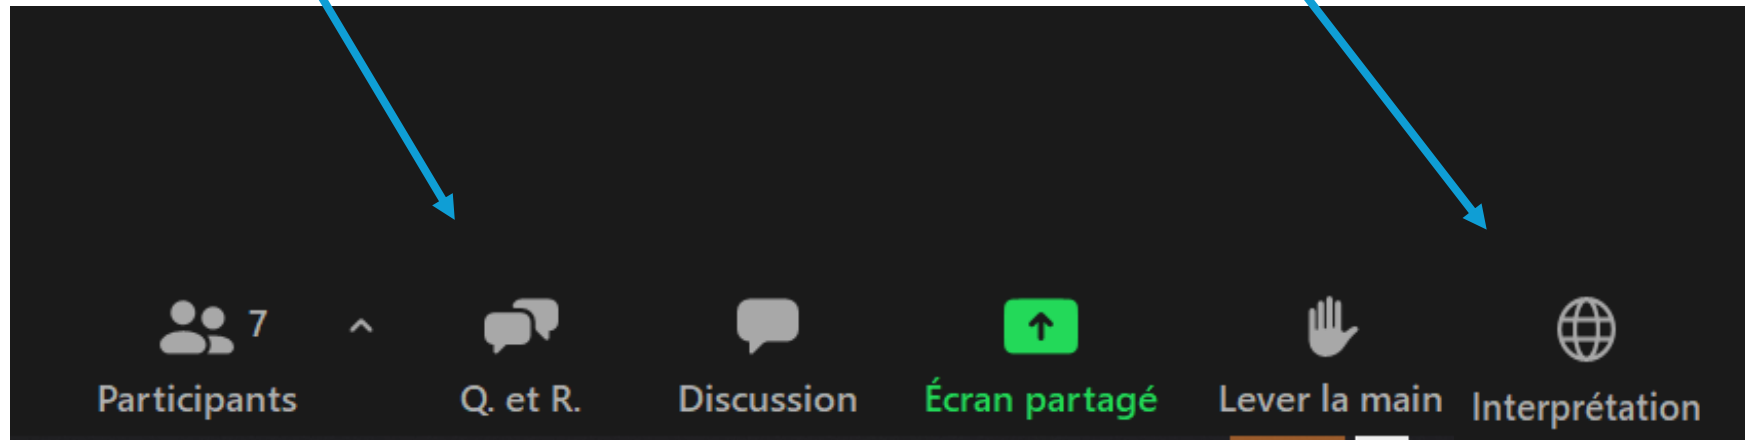 7
Participants
Q. et R.
Discussion
Écran partagé
Lever la main
Interprétation